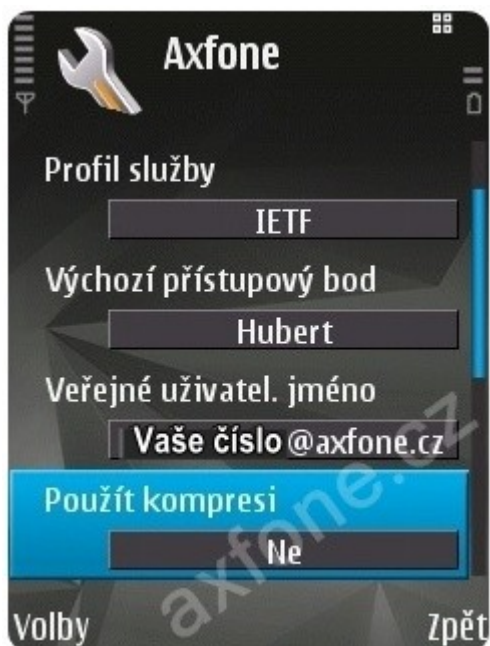 Axfone
Profil služby
IETF
Výchozí přístupový bod
Hubert
Veřejné uživatel. jméno
Vaše číslo @axfone.cz
Použít kompresi
Ne
axfone.cz
Volby
Zpět